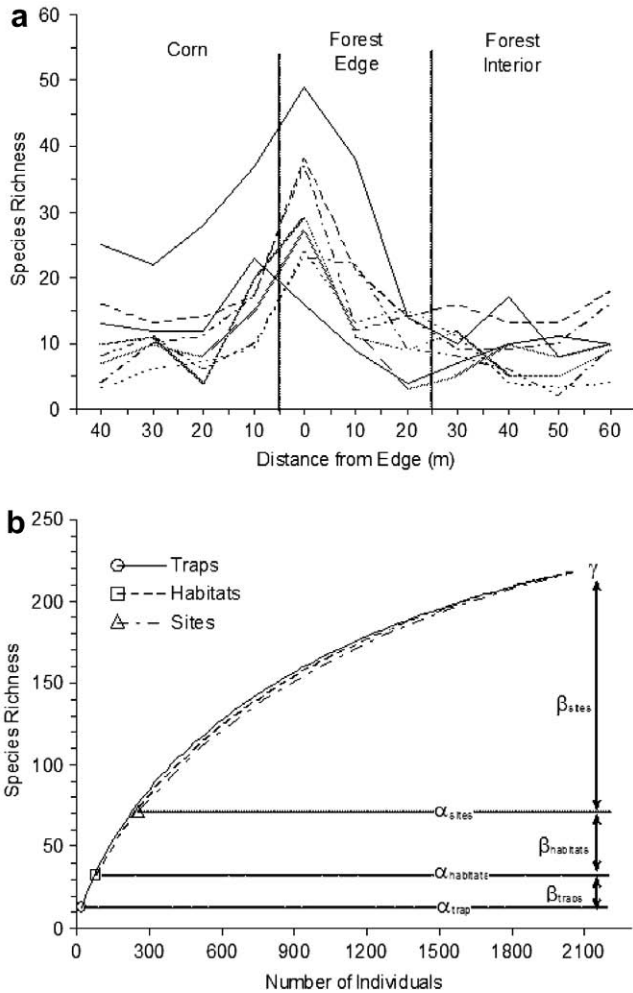 a
Corn
Forest
Edge
Forest
Interior
Species Richness
60
50
40
30
20
10
0
40 30 20 10 0 10 20 30 40 50 60
Distance from Edge (m)
b
Species Richness
250
200
150
100
50
0
Traps
Habitats
Sites
γ
βsites
αsites
βhabitats
αhabitats
βtraps
αtrap
0 300 600 900 1200 1500 1800 2100
Number of Individuals